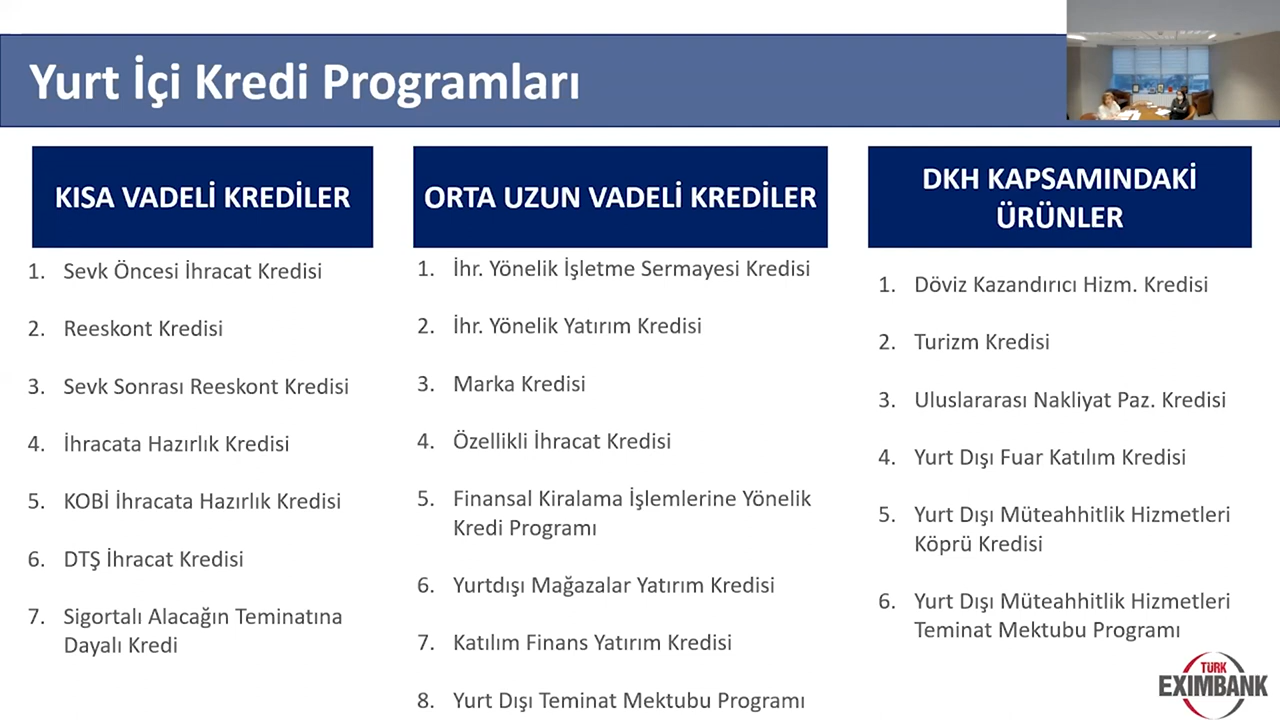 Yurt İçi Kredi Programları
KISA VADELİ KREDİLER
1. Sevk Öncesi İhracat Kredisi
2. Reeskont Kredisi
3. Sevk Sonrası Reeskont Kredisi
4. İhracata Hazırlık Kredisi
5. KOBİ İhracata Hazırlık Kredisi
6. DTŞ İhracat Kredisi
7. Sigortalı Alacağın Teminatına
Dayalı Kredi
ORTA UZUN VADELİ KREDİLER
1. İhr. Yönelik İşletme Sermayesi Kredisi
2. İhr. Yönelik Yatırım Kredisi
3. Marka Kredisi
4. Özellikli İhracat Kredisi
5. Finansal Kiralama İşlemlerine Yönelik
Kredi Programı
6. Yurtdışı Mağazalar Yatırım Kredisi
7. Katılım Finans Yatırım Kredisi
8. Yurt Dışı Teminat Mektubu Programı
DKH KAPSAMINDAKİ
ÜRÜNLER
1. Döviz Kazandırıcı Hizm. Kredisi
2. Turizm Kredisi
3. Uluslararası Nakliyat Paz. Kredisi
4. Yurt Dışı Fuar Katılım Kredisi
5. Yurt Dışı Müteahhitlik Hizmetleri
Köprü Kredisi
6. Yurt Dışı Müteahhitlik Hizmetleri
Teminat Mektubu Programı
TÜRK
EXIMBANK